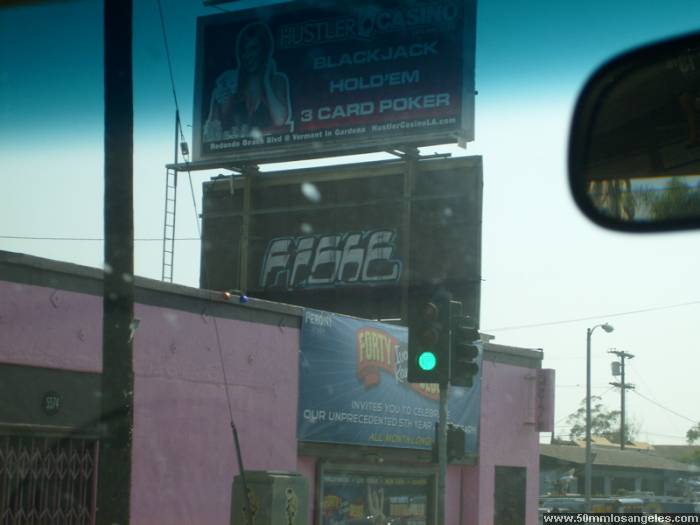 HUSTLER CASINO
BLACKJACK
HOLD'EM
3 CARD POKER
Redondo Beach Blvd @ Vermont in Gardena HustlerCasinoLA.com
FORTY
INVITES YOU TO CELEBRATE
OUR UNPRECEDENTED 5TH YEAR
ALL MONTH LONG
5574
www.50mmlosangeles.com